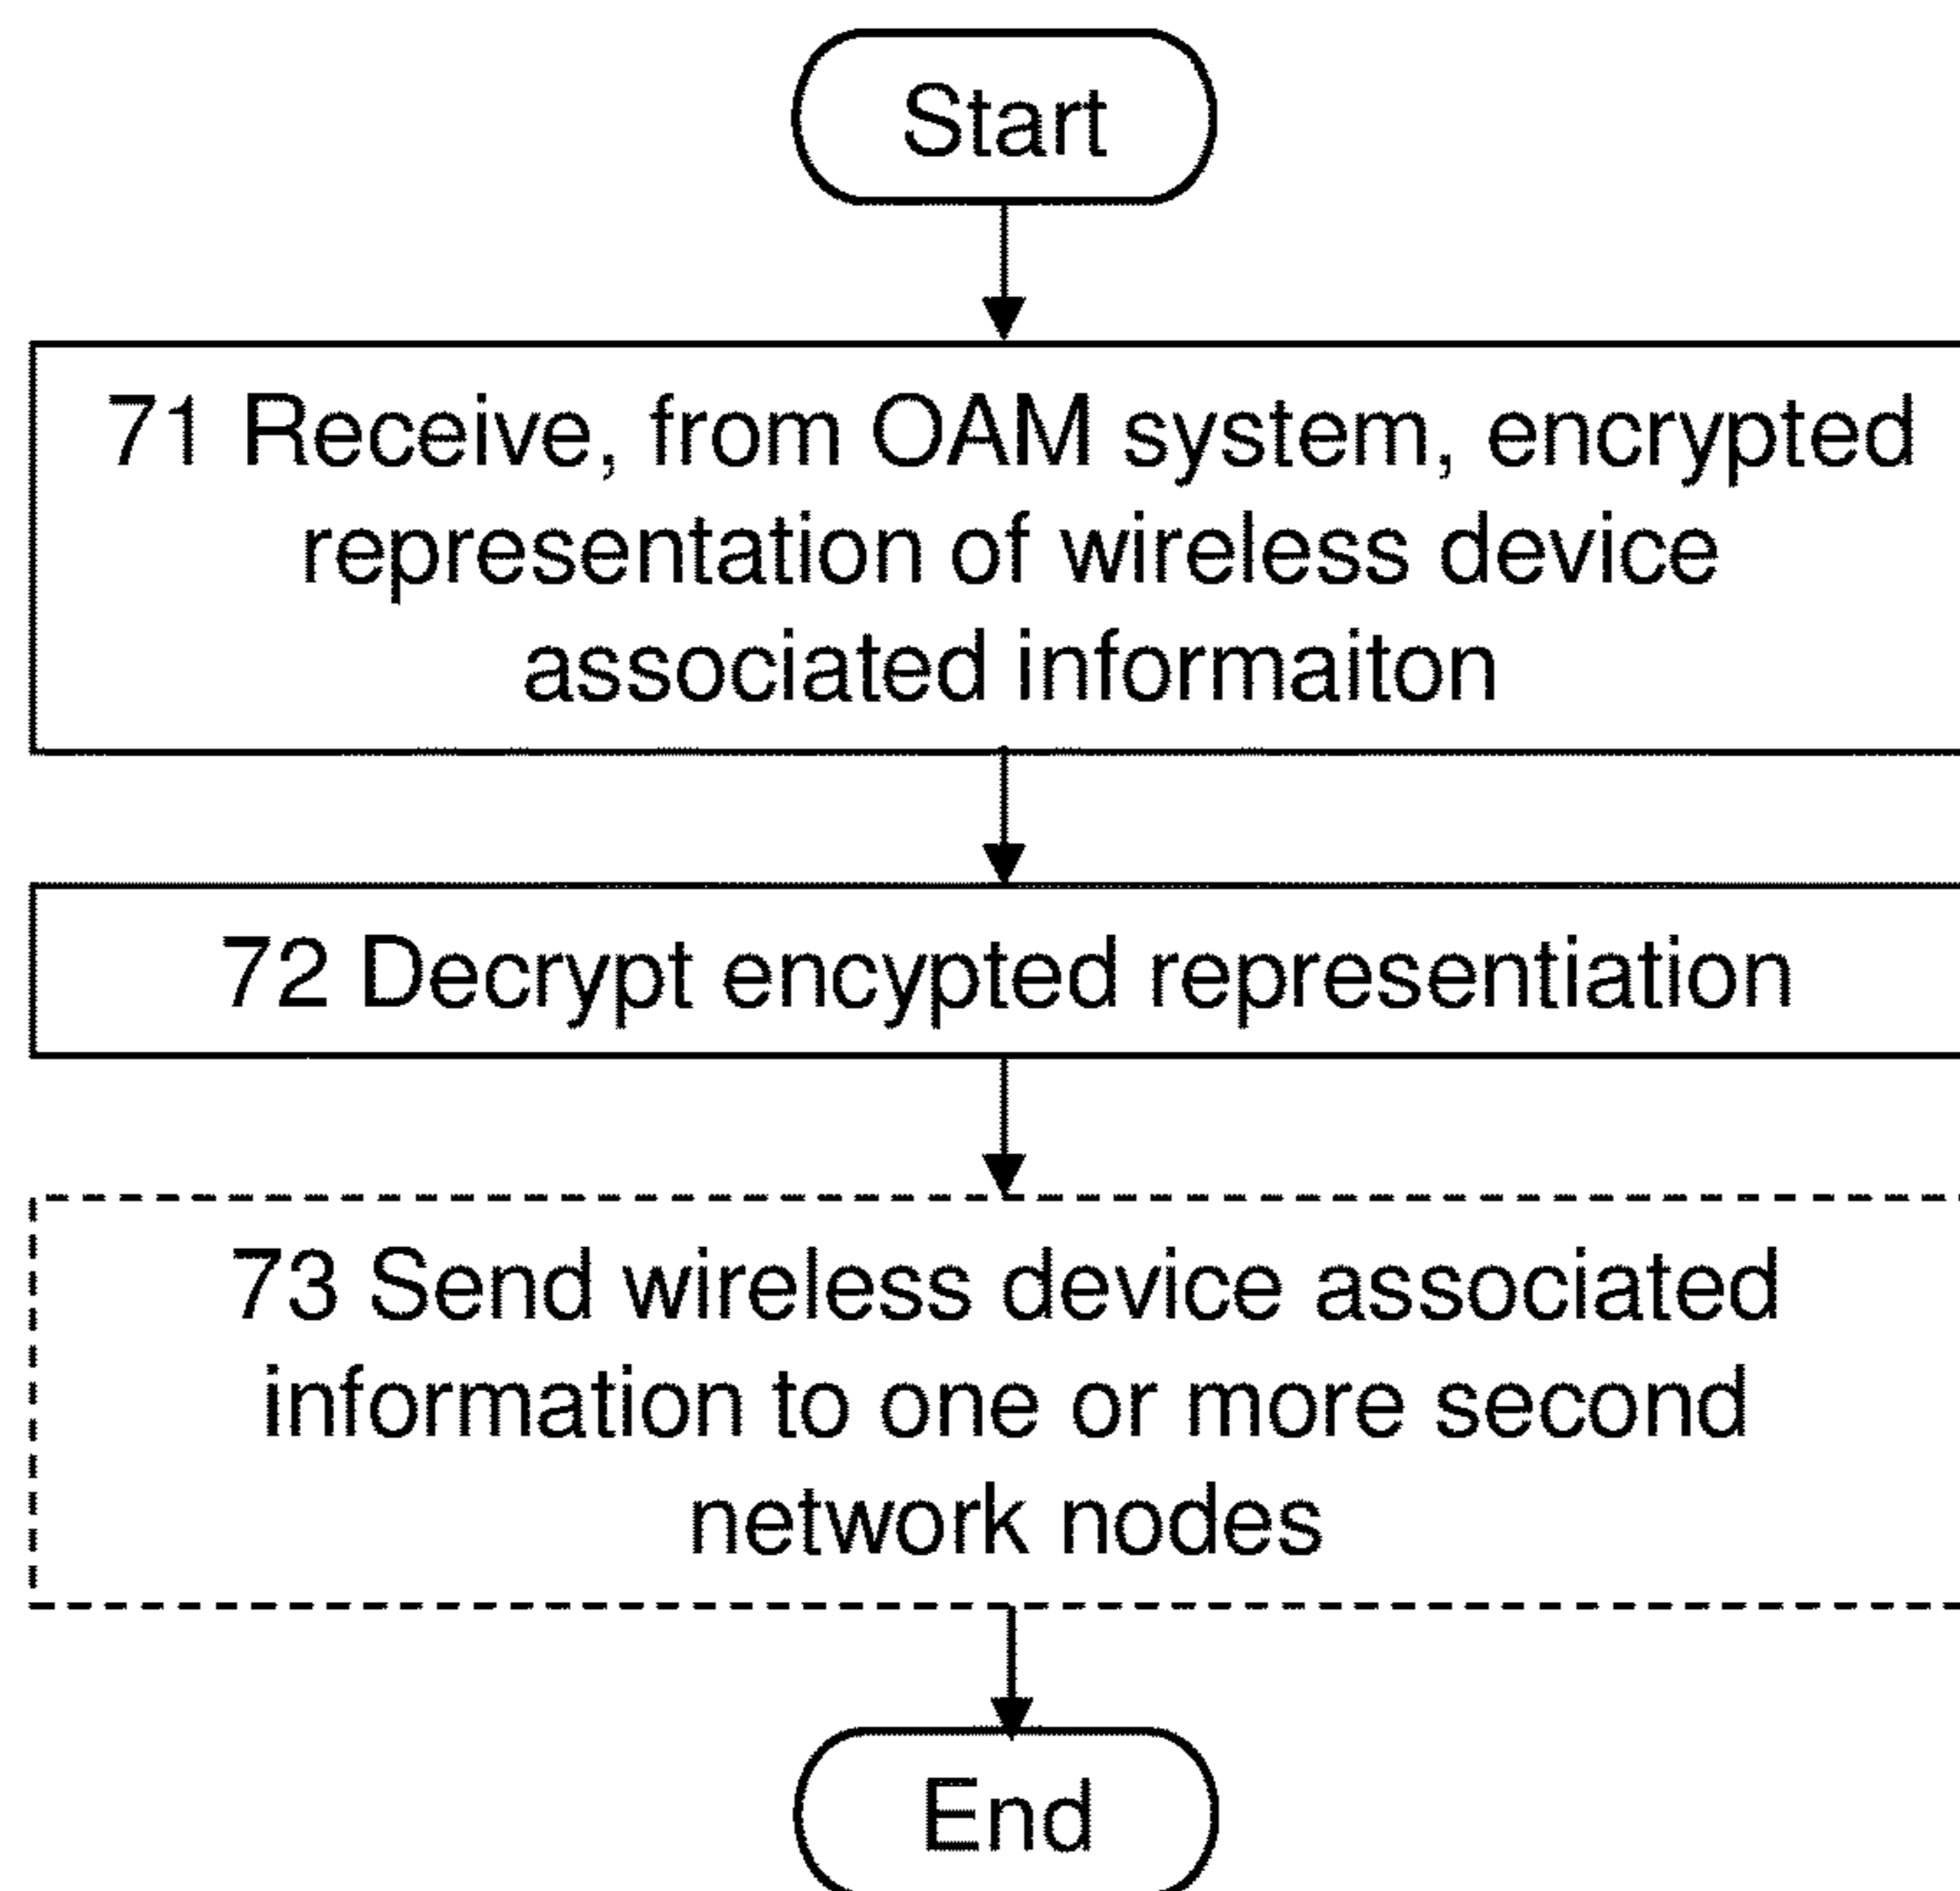 Start
71 Receive, from OAM system, encrypted
representation of wireless device
associated informaiton
72 Decrypt encypted representiation
73 Send wireless device associated
information to one or more second
network nodes
End